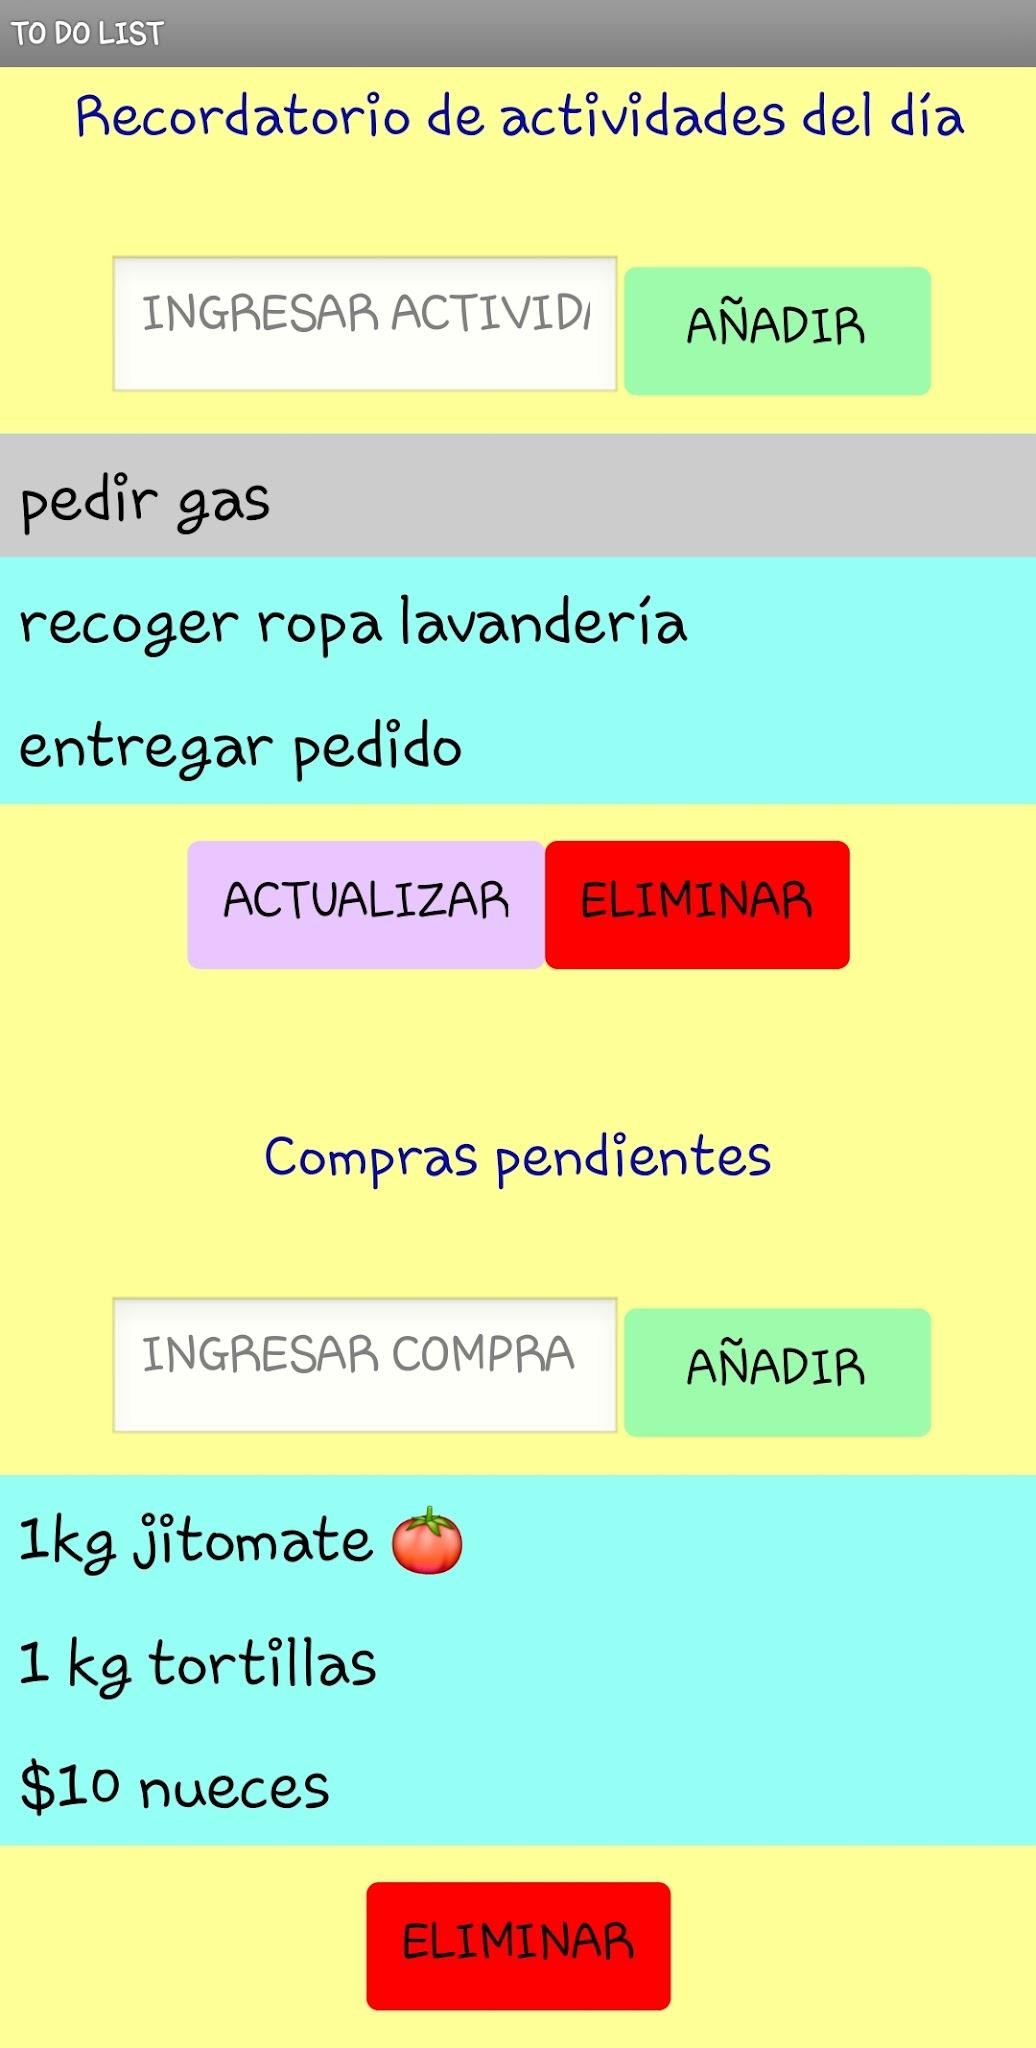 TO DO LIST
Recordatorio de actividades del día
INGRESAR ACTIVID
AÑADIR
pedir gas
recoger ropa lavandería
entregar pedido
ACTUALIZAR
ELIMINAR
Compras pendientes
INGRESAR COMPRA
AÑADIR
1kg jitomate 🍅
1 kg tortillas
$10 nueces
ELIMINAR